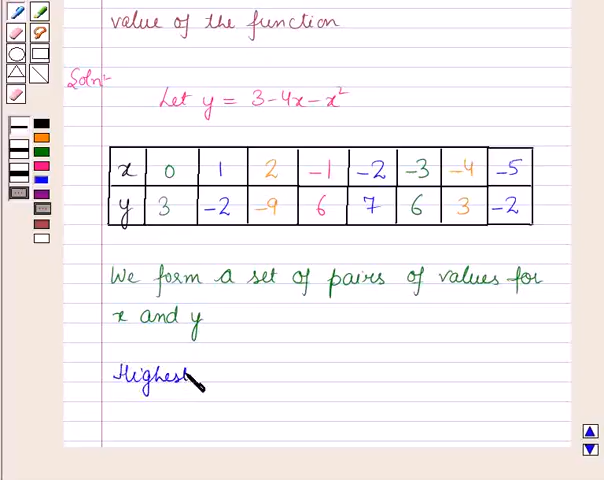 value of the function
Soln:-
Let y = 3-4x-x²
x 0 1 2 -1 -2 -3 -4 -5
y 3 -2 -9 6 7 6 3 -2
We form a set of pairs of values for
x and y
Highest